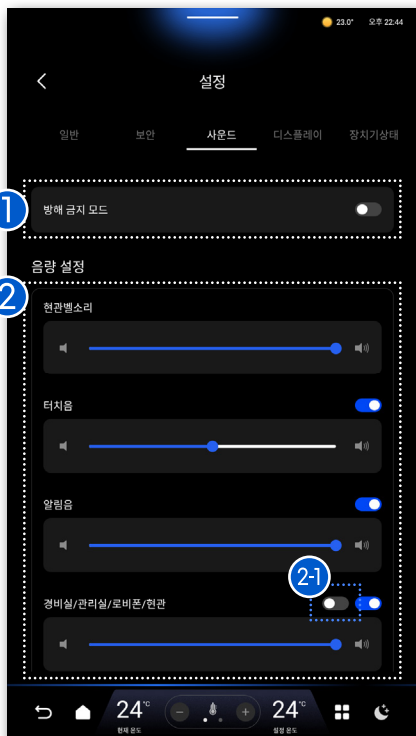 23.0° 오후 22:44
설정
일반 보안 사운드 디스플레이 장치기상태
1
방해 금지 모드
음량 설정
2
현관벨소리
터치음
알림음
2-1
경비실/관리실/로비폰/현관
24°C 24°C
현재 온도 설정 온도